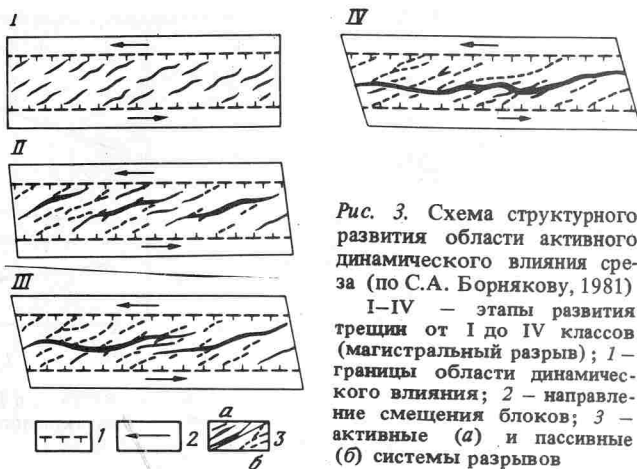 I
II
III
1
2
а
3
б
IV
Рис. 3. Схема структурного
развития области активного
динамического влияния сре-
за (по С.А. Борнякову, 1981)
I–IV — этапы развития
трещин от I до IV классов
(магистральный разрыв); 1 —
границы области динамичес-
кого влияния; 2 — направле-
ние смещения блоков; 3 —
активные (а) и пассивные
(б) системы разрывов